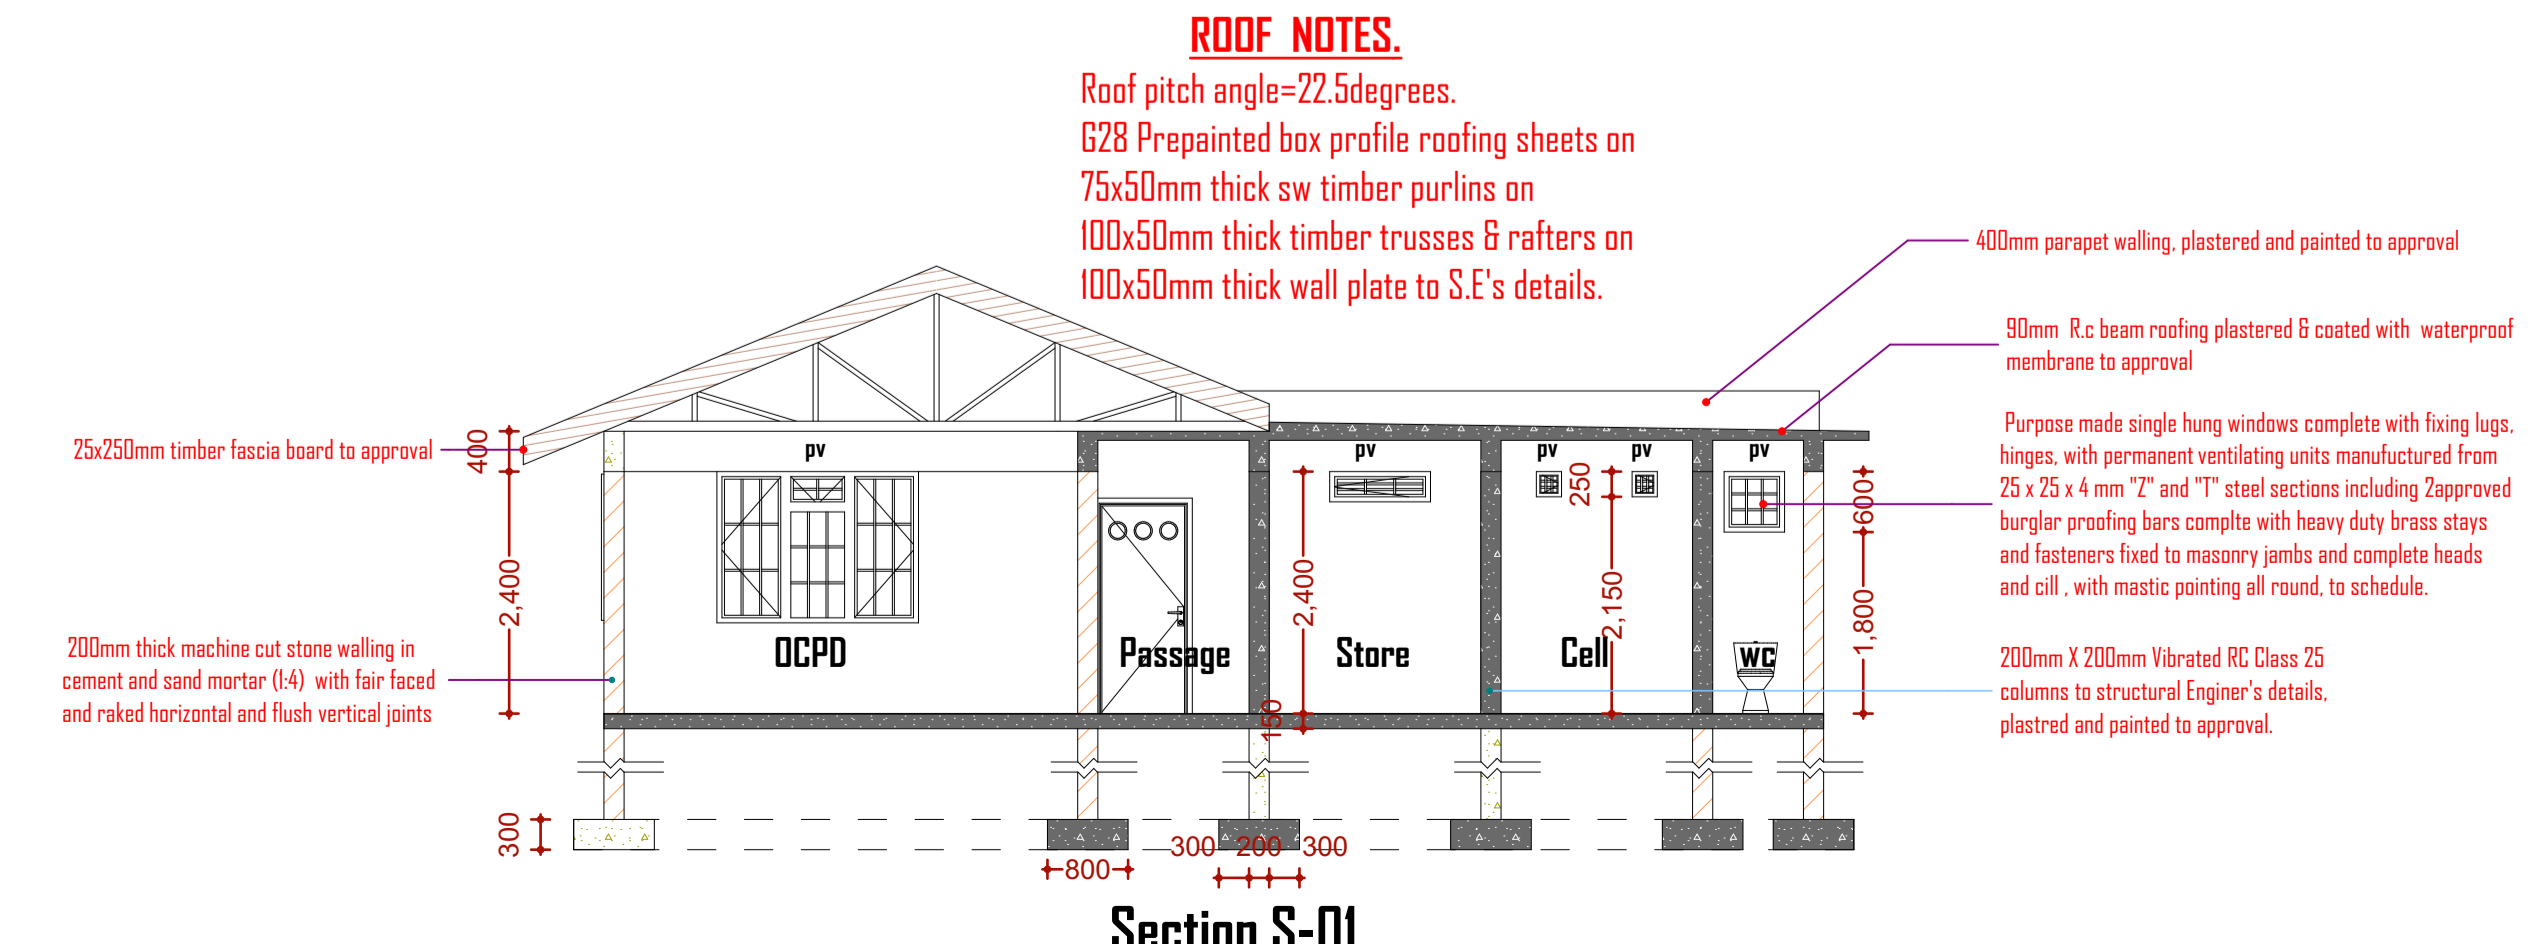 ROOF NOTES.
Roof pitch angle=22.5degrees.
G28 Prepainted box profile roofing sheets on
75x50mm thick sw timber purlins on
100x50mm thick timber trusses & rafters on
100x50mm thick wall plate to S.E's details.
400mm parapet walling, plastered and painted to approval
90mm R.c beam roofing plastered & coated with waterproof
membrane to approval
Purpose made single hung windows complete with fixing lugs,
hinges, with permanent ventilating units manufuctured from
25 x 25 x 4 mm "Z" and "T" steel sections including 2approved
burglar proofing bars complte with heavy duty brass stays
and fasteners fixed to masonry jambs and complete heads
and cill , with mastic pointing all round, to schedule.
200mm X 200mm Vibrated RC Class 25
columns to structural Enginer's details,
plastred and painted to approval.
25x250mm timber fascia board to approval
200mm thick machine cut stone walling in
cement and sand mortar (1:4) with fair faced
and raked horizontal and flush vertical joints
400
2,400
300
pv
pv
pv
pv
pv
250
600
2,400
2,150
1,800
OCPD
Passage
Store
Cell
WC
150
800
300
200
300
Section S-01